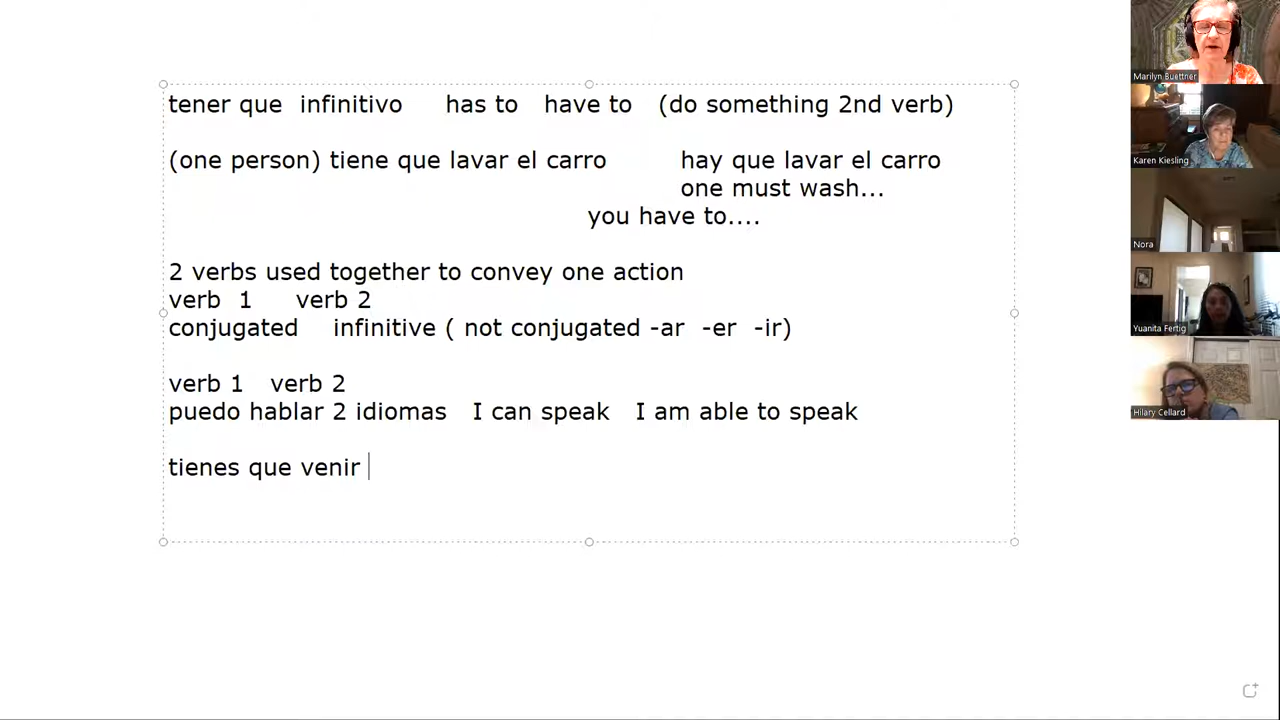 tener que infinitivo has to have to (do something 2nd verb)
(one person) tiene que lavar el carro hay que lavar el carro
one must wash...
you have to....
2 verbs used together to convey one action
verb 1 verb 2
conjugated infinitive ( not conjugated -ar -er -ir)
verb 1 verb 2
puedo hablar 2 idiomas I can speak I am able to speak
tienes que venir
Marilyn Buettner
Karen Kiesling
Nora
Yuanita Fertig
Hilary Cellard